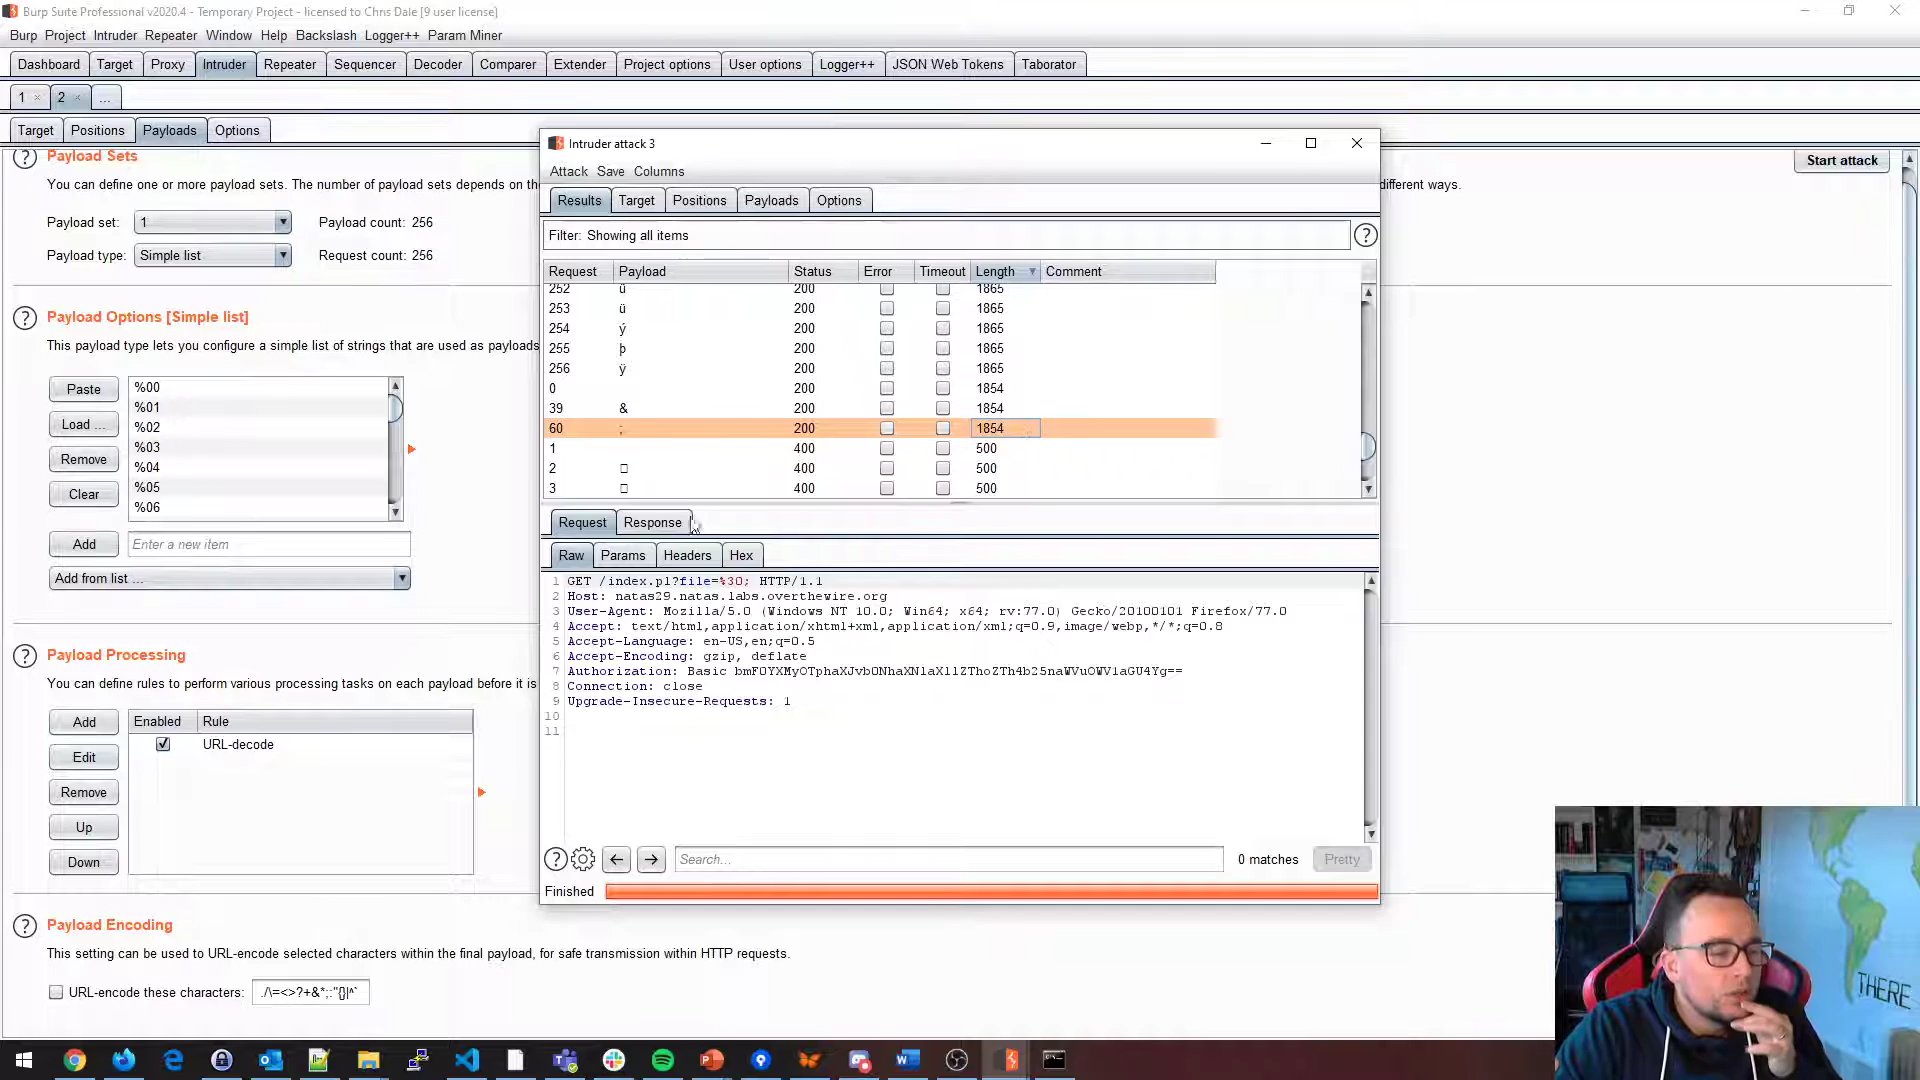 Burp Suite Professional v2020.4 - Temporary Project - licensed to Chris Dale [9 user license]
Burp Project Intruder Repeater Window Help Backslash Logger++ Param Miner
Dashboard Target Proxy Intruder Repeater Sequencer Decoder Comparer Extender Project options User options Logger++ JSON Web Tokens Taborator
1 × 2 × ...
Target Positions Payloads Options
? Payload Sets
Start attack
You can define one or more payload sets. The number of payload sets depends on th
different ways.
Payload set: 1 Payload count: 256
Payload type: Simple list Request count: 256
? Payload Options [Simple list]
This payload type lets you configure a simple list of strings that are used as payloads
Paste
Load ...
Remove
Clear
%00
%01
%02
%03
%04
%05
%06
Add Enter a new item
Add from list ...
? Payload Processing
You can define rules to perform various processing tasks on each payload before it is
Add
Edit
Remove
Up
Down
Enabled Rule
URL-decode
? Payload Encoding
This setting can be used to URL-encode selected characters within the final payload, for safe transmission within HTTP requests.
URL-encode these characters: ./\=<>?+&*;:"{}|^`
Intruder attack 3
Attack Save Columns
Results Target Positions Payloads Options
Filter: Showing all items ?
Request Payload Status Error Timeout Length Comment
252 û 200 1865
253 ü 200 1865
254 ý 200 1865
255 þ 200 1865
256 ÿ 200 1865
0 200 1854
39 & 200 1854
60 ; 200 1854
1 400 500
2 □ 400 500
3 □ 400 500
Request Response
Raw Params Headers Hex
1 GET /index.pl?file=%30; HTTP/1.1
2 Host: natas29.natas.labs.overthewire.org
3 User-Agent: Mozilla/5.0 (Windows NT 10.0; Win64; x64; rv:77.0) Gecko/20100101 Firefox/77.0
4 Accept: text/html,application/xhtml+xml,application/xml;q=0.9,image/webp,*/*;q=0.8
5 Accept-Language: en-US,en;q=0.5
6 Accept-Encoding: gzip, deflate
7 Authorization: Basic
8 Connection: close
9 Upgrade-Insecure-Requests: 1
10
11
? Search... 0 matches Pretty
Finished
THERE